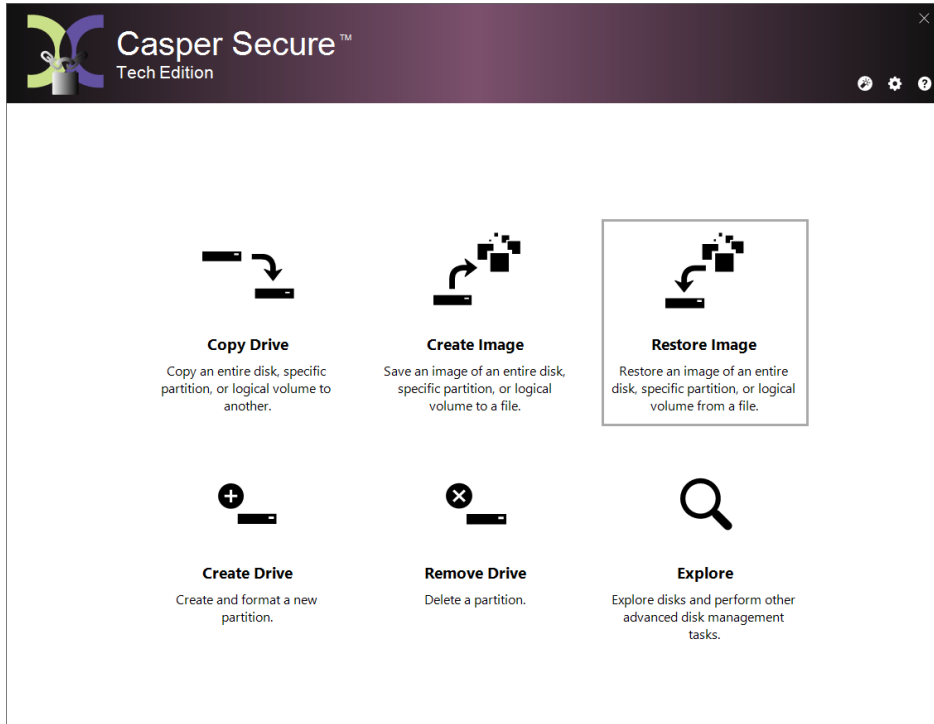 Casper Secure™
Tech Edition
Copy Drive
Copy an entire disk, specific
partition, or logical volume to
another.
Create Image
Save an image of an entire disk,
specific partition, or logical
volume to a file.
Restore Image
Restore an image of an entire
disk, specific partition, or logical
volume from a file.
Create Drive
Create and format a new
partition.
Remove Drive
Delete a partition.
Explore
Explore disks and perform other
advanced disk management
tasks.